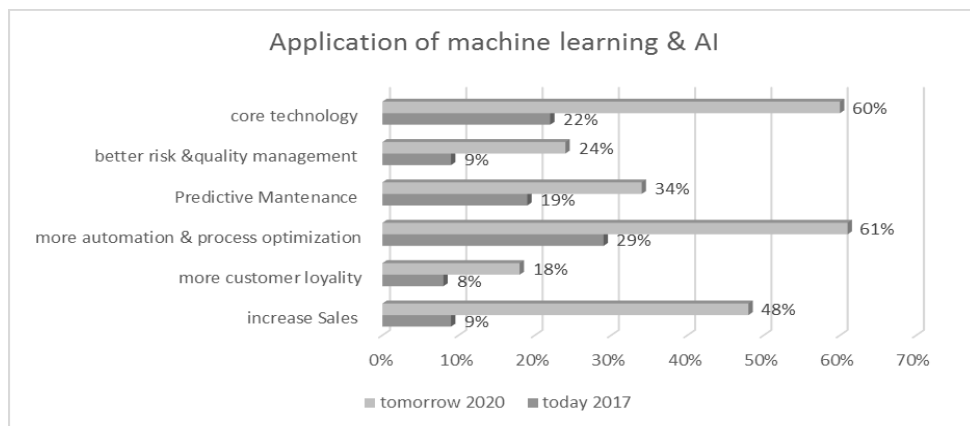 Application of machine learning & AI
core technology
60%
22%
better risk &quality management
24%
9%
Predictive Mantenance
34%
19%
more automation & process optimization
61%
29%
more customer loyality
18%
8%
increase Sales
48%
9%
0% 10% 20% 30% 40% 50% 60% 70%
tomorrow 2020 today 2017